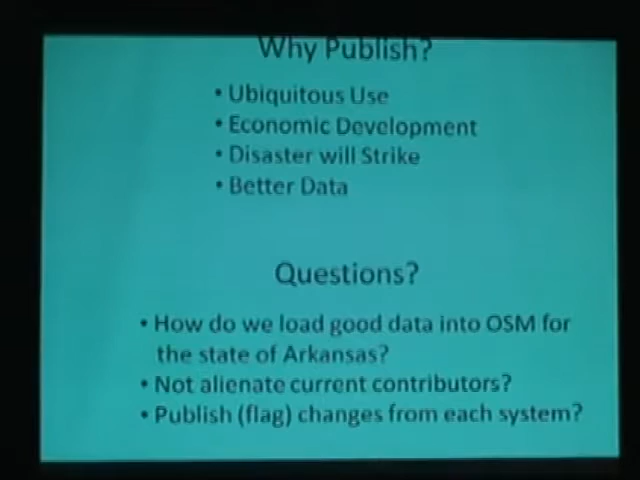 Why Publish?
• Ubiquitous Use
• Economic Development
• Disaster will Strike
• Better Data
Questions?
• How do we load good data into OSM for
the state of Arkansas?
• Not alienate current contributors?
• Publish (flag) changes from each system?